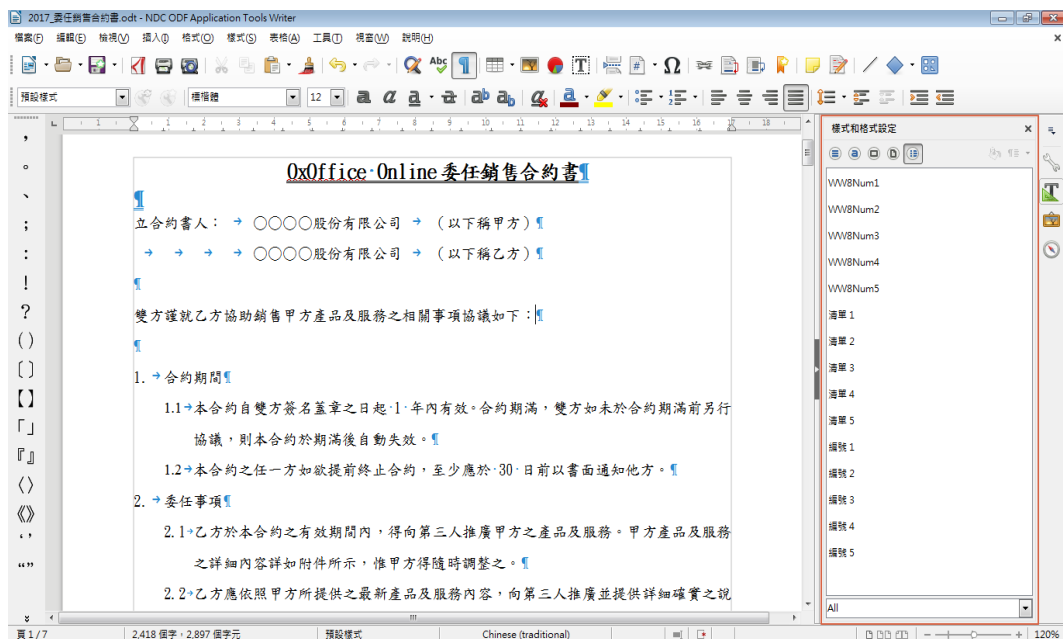 2017_委任銷售合約書.odt - NDC ODF Application Tools Writer
檔案(F) 編輯(E) 檢視(V) 插入(I) 格式(O) 樣式(S) 表格(A) 工具(T) 視窗(W) 說明(H)
預設樣式 標楷體 12
樣式和格式設定
OxOffice Online 委任銷售合約書
立合約書人： ○○○○股份有限公司 （以下稱甲方）
○○○○股份有限公司 （以下稱乙方）
雙方謹就乙方協助銷售甲方產品及服務之相關事項協議如下：
1. 合約期間
1.1 本合約自雙方簽名蓋章之日起 1 年內有效。合約期滿，雙方如未於合約期滿前另行
協議，則本合約於期滿後自動失效。
1.2 本合約之任一方如欲提前終止合約，至少應於 30 日前以書面通知他方。
2. 委任事項
2.1 乙方於本合約之有效期間內，得向第三人推廣甲方之產品及服務。甲方產品及服務
之詳細內容詳如附件所示，惟甲方得隨時調整之。
2.2 乙方應依照甲方所提供之最新產品及服務內容，向第三人推廣並提供詳細確實之說
WW8Num1
WW8Num2
WW8Num3
WW8Num4
WW8Num5
清單 1
清單 2
清單 3
清單 4
清單 5
編號 1
編號 2
編號 3
編號 4
編號 5
All
頁 1 / 7 2,418 個字，2,897 個字元 預設樣式 Chinese (traditional) 120%